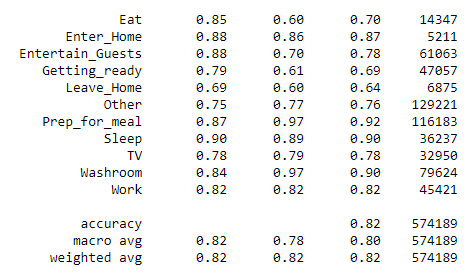 Eat 0.85 0.60 0.70 14347
Enter_Home 0.88 0.86 0.87 5211
Entertain_Guests 0.88 0.70 0.78 61063
Getting_ready 0.79 0.61 0.69 47057
Leave_Home 0.69 0.60 0.64 6875
Other 0.75 0.77 0.76 129221
Prep_for_meal 0.87 0.97 0.92 116183
Sleep 0.90 0.89 0.90 36237
TV 0.78 0.79 0.78 32950
Washroom 0.84 0.97 0.90 79624
Work 0.82 0.82 0.82 45421
accuracy 0.82 574189
macro avg 0.82 0.78 0.80 574189
weighted avg 0.82 0.82 0.82 574189